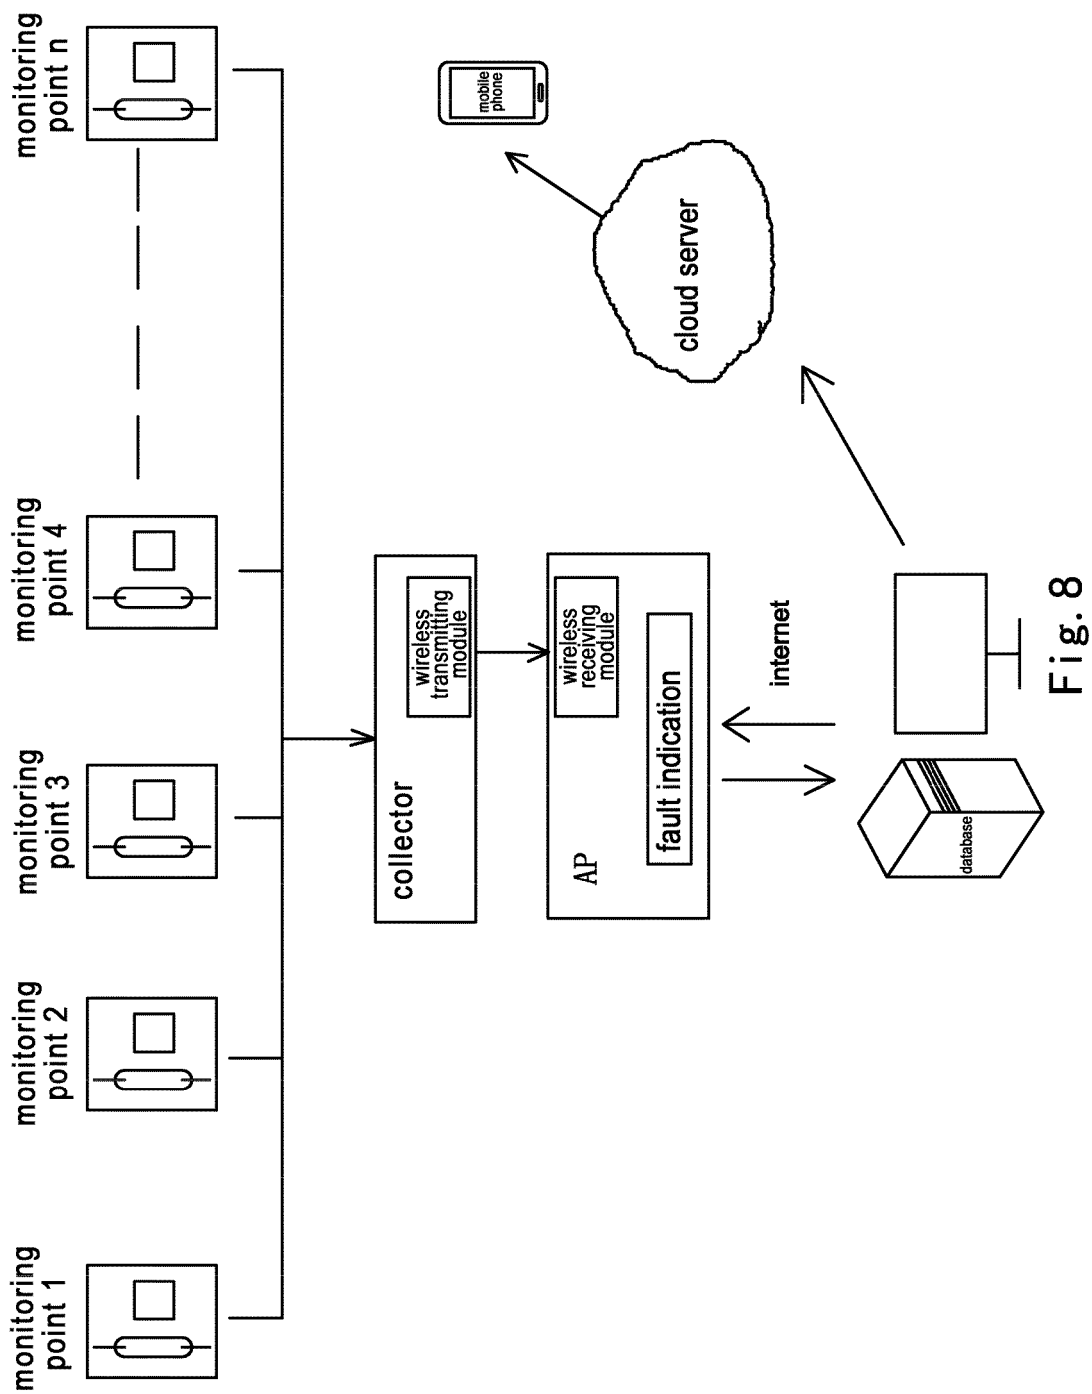 monitoring
point 1
monitoring
point 2
monitoring
point 3
monitoring
point 4
monitoring
point n
collector
wireless
transmitting
module
AP
wireless
receiving
module
fault indication
internet
database
cloud server
mobile
phone
Fig. 8